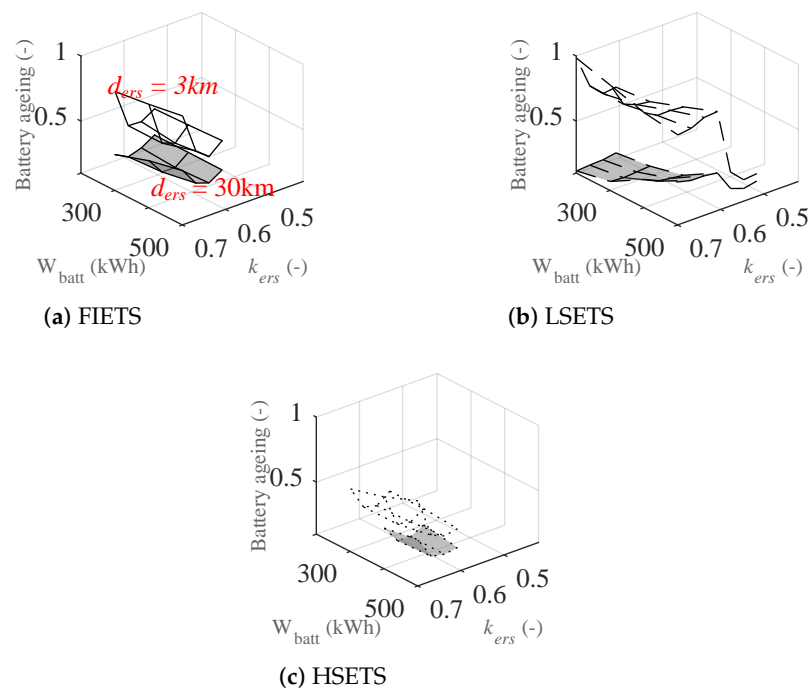 1
d_ers = 3km
0.5
Battery ageing (-)
d_ers = 30km
300
500
0.5
0.6
0.7
W_batt (kWh)
k_ers (-)
(a) FIETS
1
0.5
Battery ageing (-)
300
500
0.5
0.6
0.7
W_batt (kWh)
k_ers (-)
(b) LSETS
1
0.5
Battery ageing (-)
300
500
0.5
0.6
0.7
W_batt (kWh)
k_ers (-)
(c) HSETS